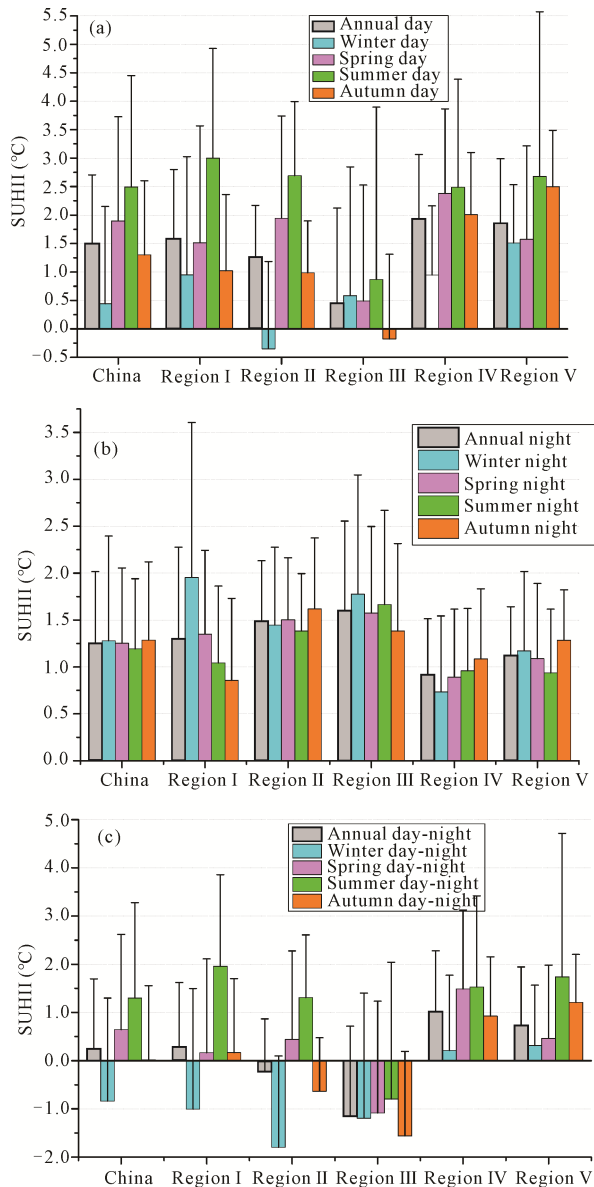 (a)
Annual day
Winter day
Spring day
Summer day
Autumn day
SUHII (℃)
5.5
5.0
4.5
4.0
3.5
3.0
2.5
2.0
1.5
1.0
0.5
0.0
−0.5
China Region I Region II Region III Region IV Region V
(b)
Annual night
Winter night
Spring night
Summer night
Autumn night
SUHII (℃)
3.5
3.0
2.5
2.0
1.5
1.0
0.5
0.0
China Region I Region II Region III Region IV Region V
(c)
Annual day-night
Winter day-night
Spring day-night
Summer day-night
Autumn day-night
SUHII (℃)
5.0
4.0
3.0
2.0
1.0
0.0
−1.0
−2.0
China Region I Region II Region III Region IV Region V